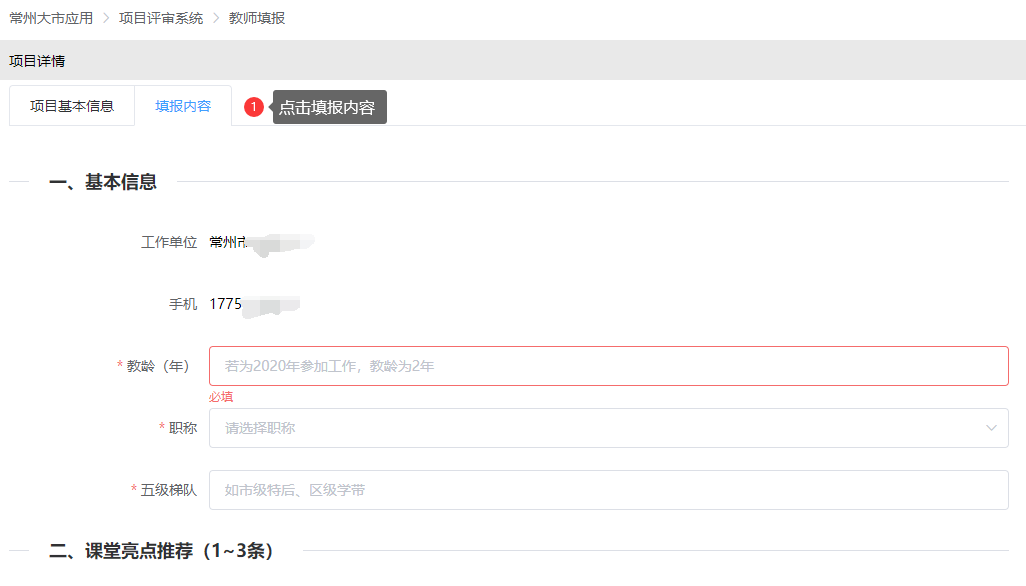 常州大市应用 > 项目评审系统 > 教师填报
项目详情
项目基本信息 填报内容 1 点击填报内容
一、基本信息
工作单位 常州市
手机 1775
* 教龄（年） 若为2020年参加工作，教龄为2年
必填
* 职称 请选择职称
* 五级梯队 如市级特后、区级学带
二、课堂亮点推荐（1~3条）